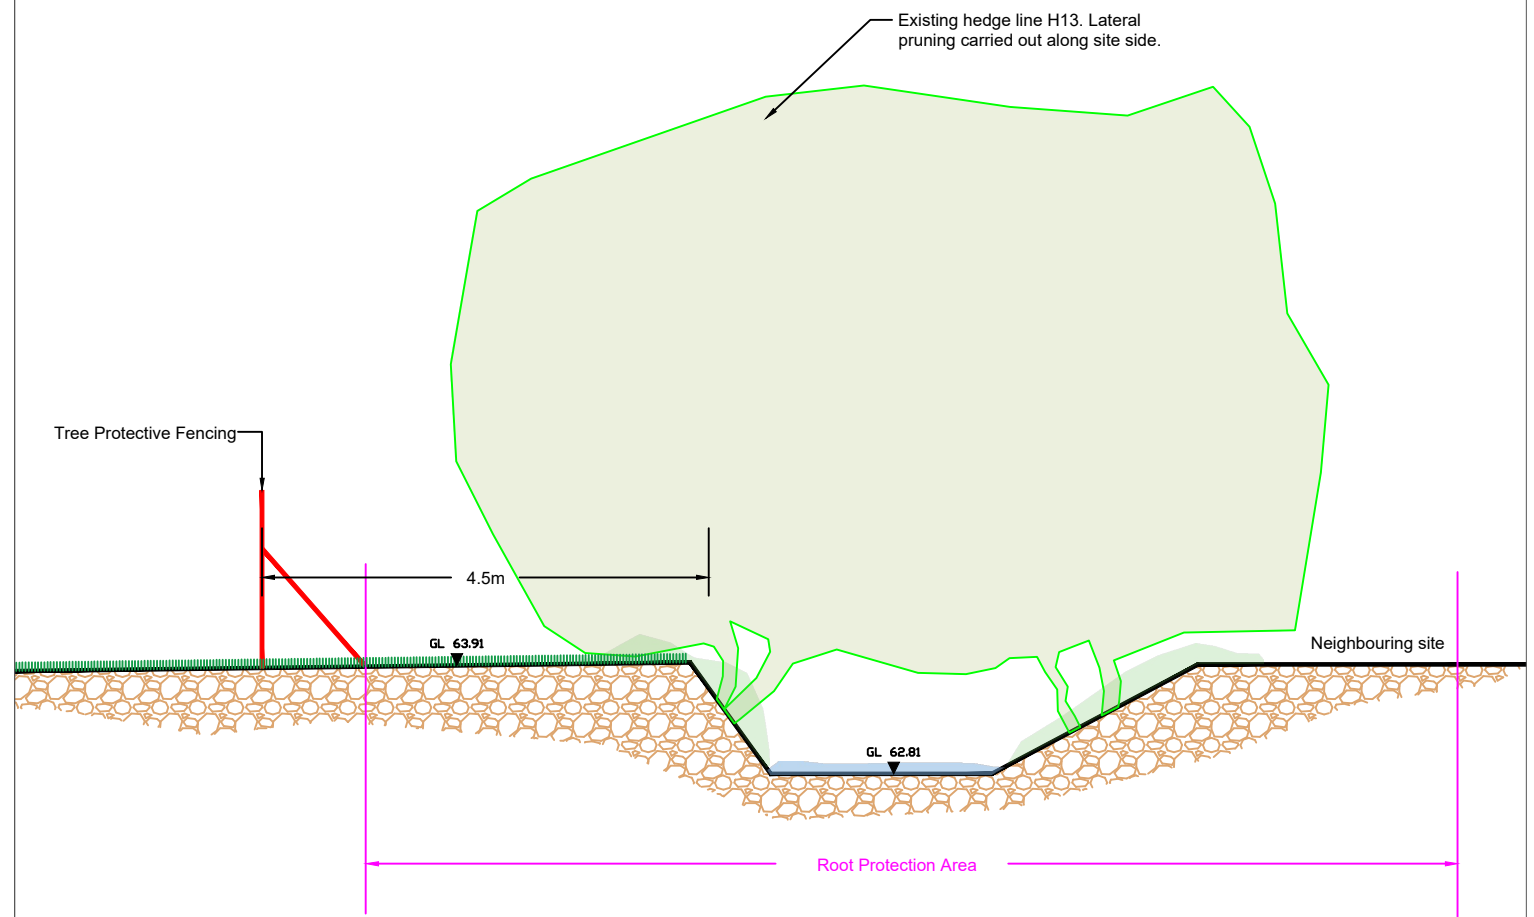 Existing hedge line H13. Lateral
pruning carried out along site side.
Tree Protective Fencing
4.5m
GL 63.91
Neighbouring site
GL 62.81
Root Protection Area